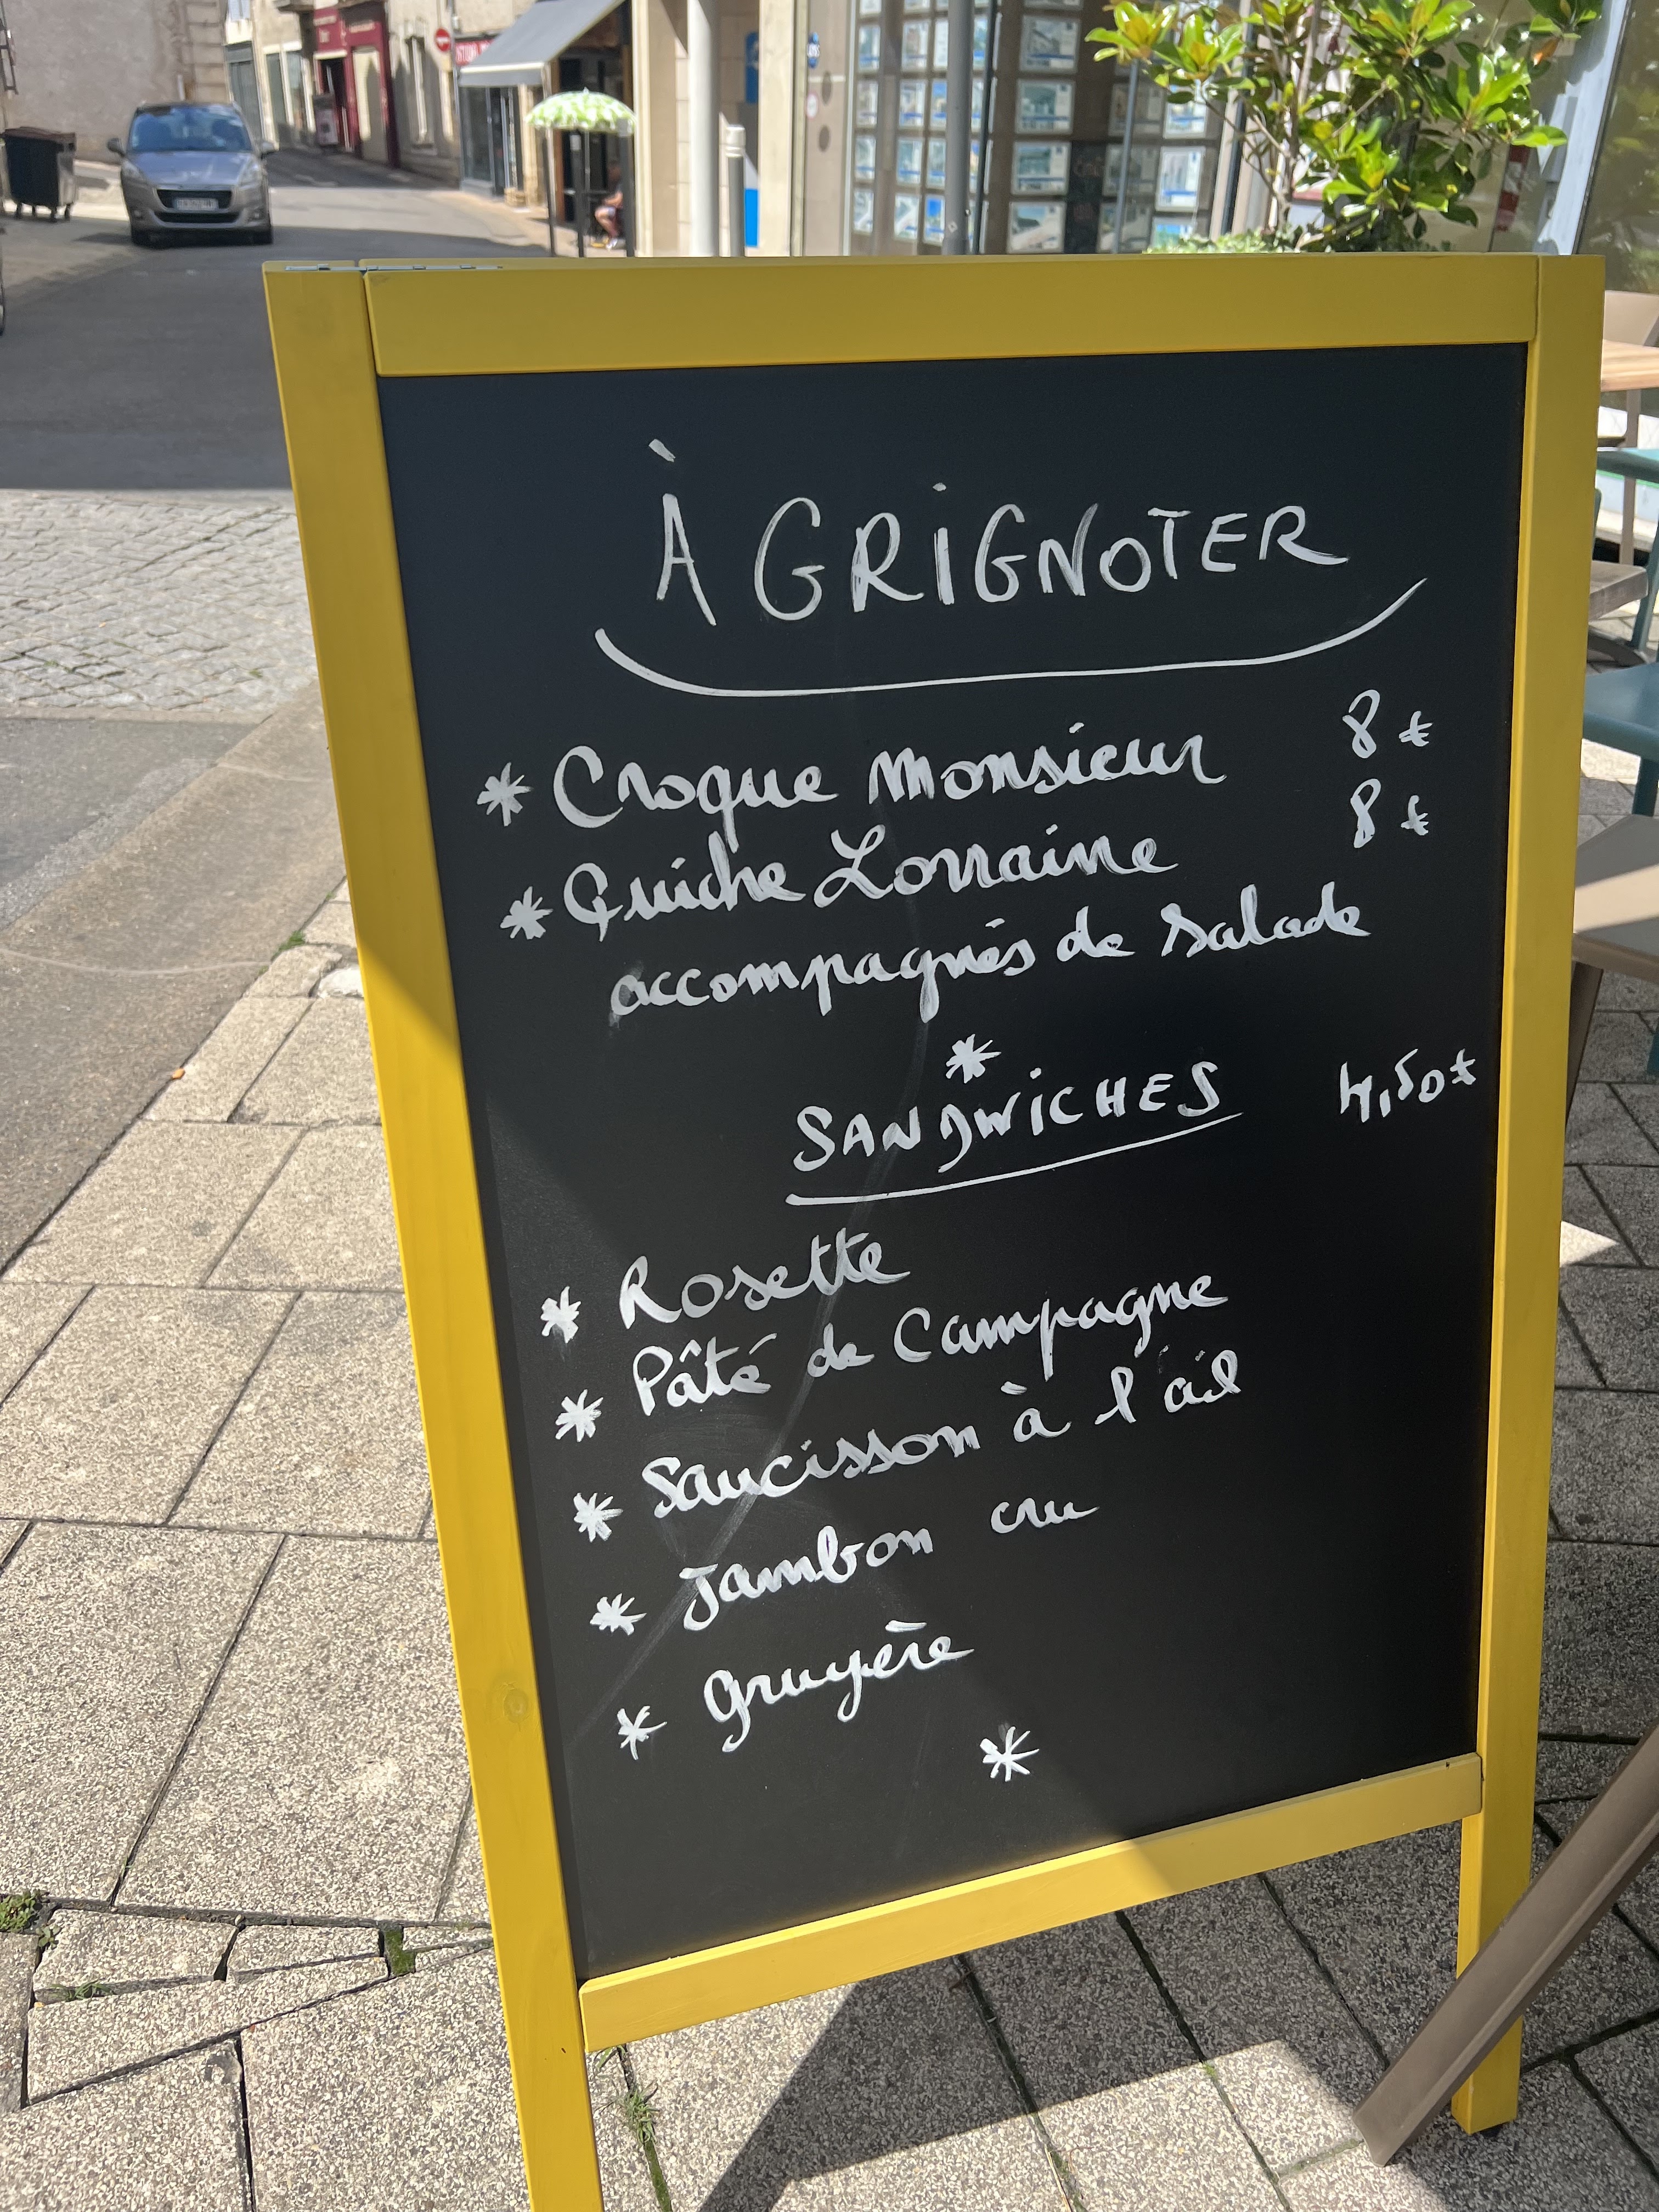 À GRIGNOTER
* Croque Monsieur 8 €
* Quiche Lorraine 8 €
accompagnés de salade
*
SANDWICHES 4,50 €
* Rosette
* Pâté de Campagne
* Saucisson à l'ail
* Jambon cru
* Gruyère
*